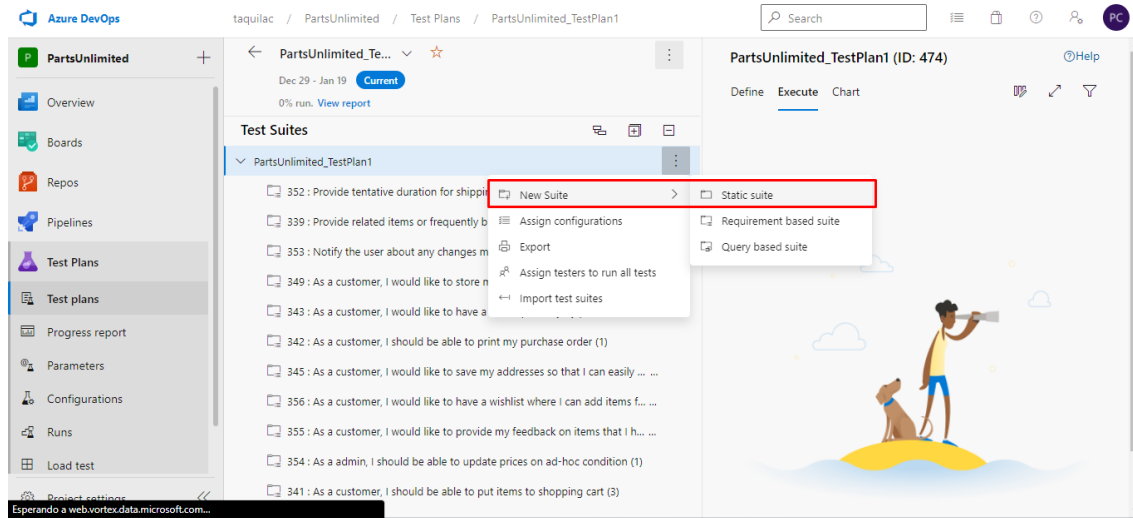 Azure DevOps
taquilac / PartsUnlimited / Test Plans / PartsUnlimited_TestPlan1
Search
PC
P PartsUnlimited
Overview
Boards
Repos
Pipelines
Test Plans
Test plans
Progress report
Parameters
Configurations
Runs
Load test
Project settings
Esperando a web.vortex.data.microsoft.com...
PartsUnlimited_Te...
Dec 29 - Jan 19 Current
0% run. View report
Test Suites
PartsUnlimited_TestPlan1
352 : Provide tentative duration for shippi
339 : Provide related items or frequently b
353 : Notify the user about any changes m
349 : As a customer, I would like to store m
343 : As a customer, I would like to have a
342 : As a customer, I should be able to print my purchase order (1)
345 : As a customer, I would like to save my addresses so that I can easily ... ...
356 : As a customer, I would like to have a wishlist where I can add items f... ...
355 : As a customer, I would like to provide my feedback on items that I h... ...
354 : As a admin, I should be able to update prices on ad-hoc condition (1)
341 : As a customer, I should be able to put items to shopping cart (3)
New Suite
Assign configurations
Export
Assign testers to run all tests
Import test suites
Static suite
Requirement based suite
Query based suite
PartsUnlimited_TestPlan1 (ID: 474)
Help
Define Execute Chart